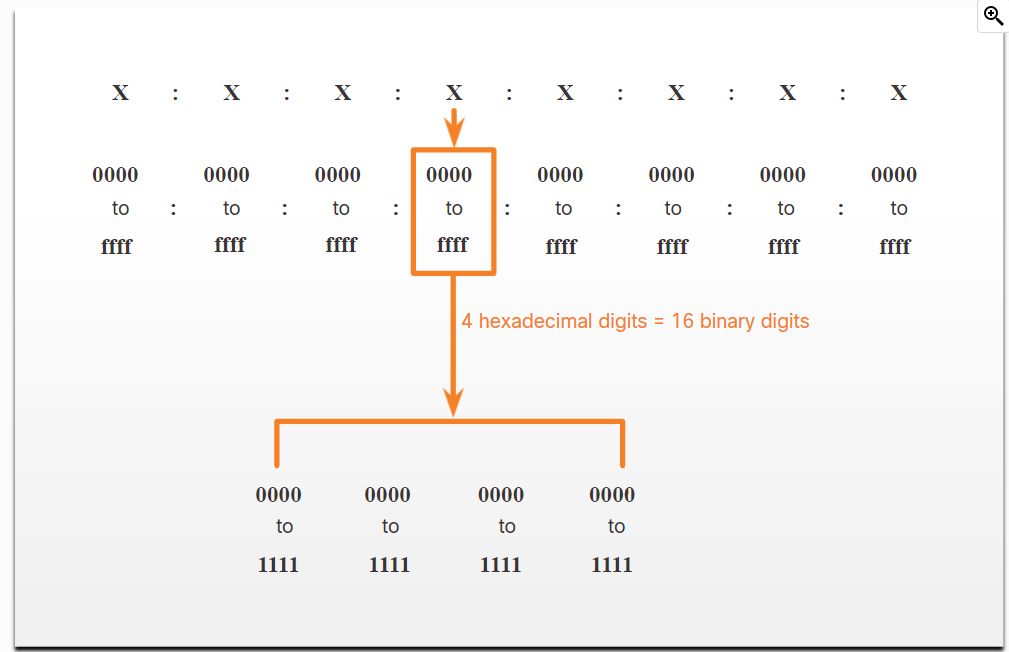 X : X : X : X : X : X : X : X
0000 0000 0000 0000 0000 0000 0000 0000
to : to : to : to : to : to : to : to
ffff ffff ffff ffff ffff ffff ffff ffff
4 hexadecimal digits = 16 binary digits
0000 0000 0000 0000
to to to to
1111 1111 1111 1111